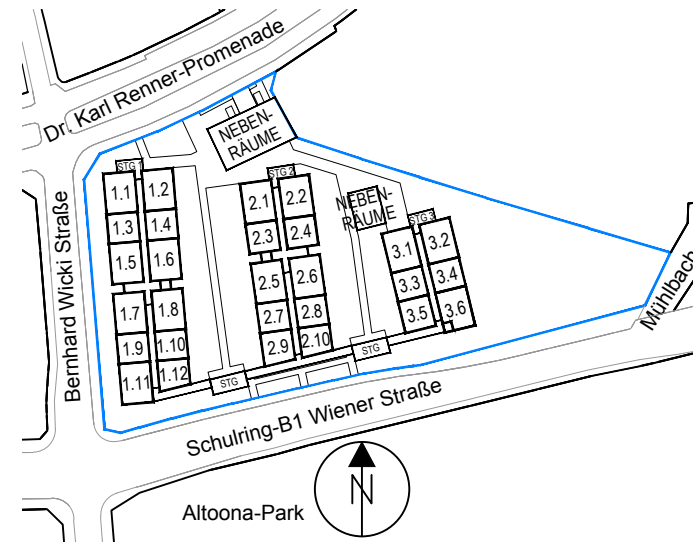 Dr. Karl Renner-Promenade
NEBEN-
RÄUME
STG 1
STG 2
1.1
1.2
2.1
2.2
NEBEN-
RÄUME
STG 3
1.3
1.4
2.3
2.4
3.1
3.2
1.5
1.6
2.5
2.6
3.3
3.4
1.7
1.8
2.7
2.8
3.5
3.6
1.9
1.10
2.9
2.10
1.11
1.12
STG
STG
Bernhard Wicki Straße
Mühlbach
Schulring-B1 Wiener Straße
Altoona-Park
N